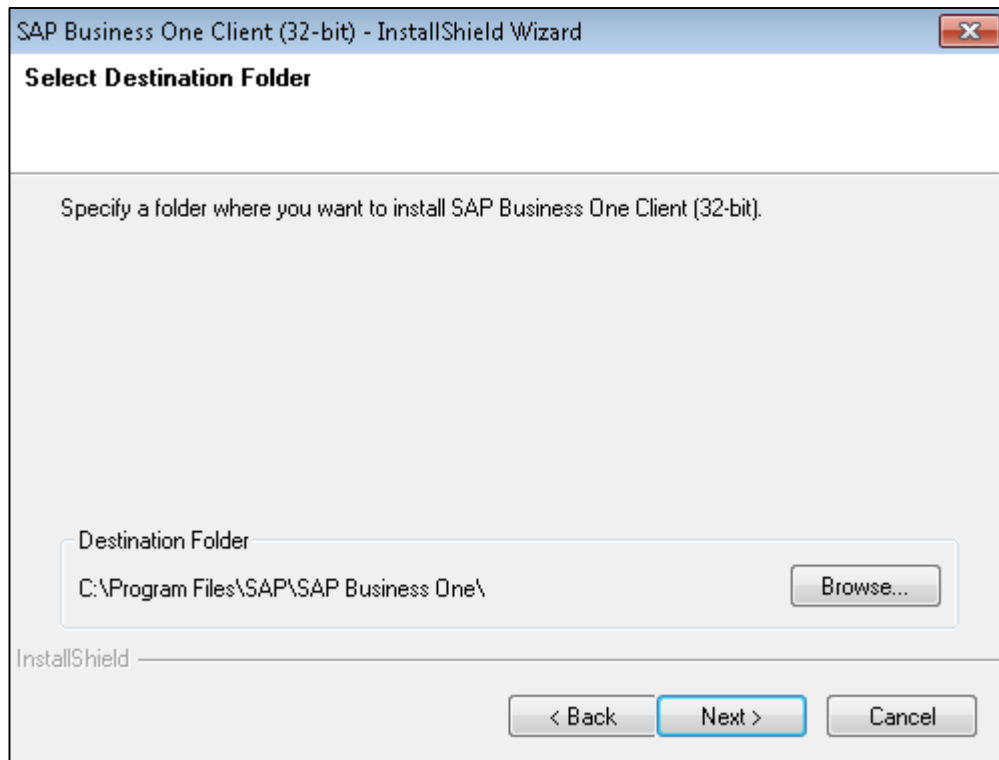 SAP Business One Client (32-bit) - InstallShield Wizard
Select Destination Folder
Specify a folder where you want to install SAP Business One Client (32-bit).
Destination Folder
C:\Program Files\SAP\SAP Business One\
Browse...
InstallShield
< Back
Next >
Cancel